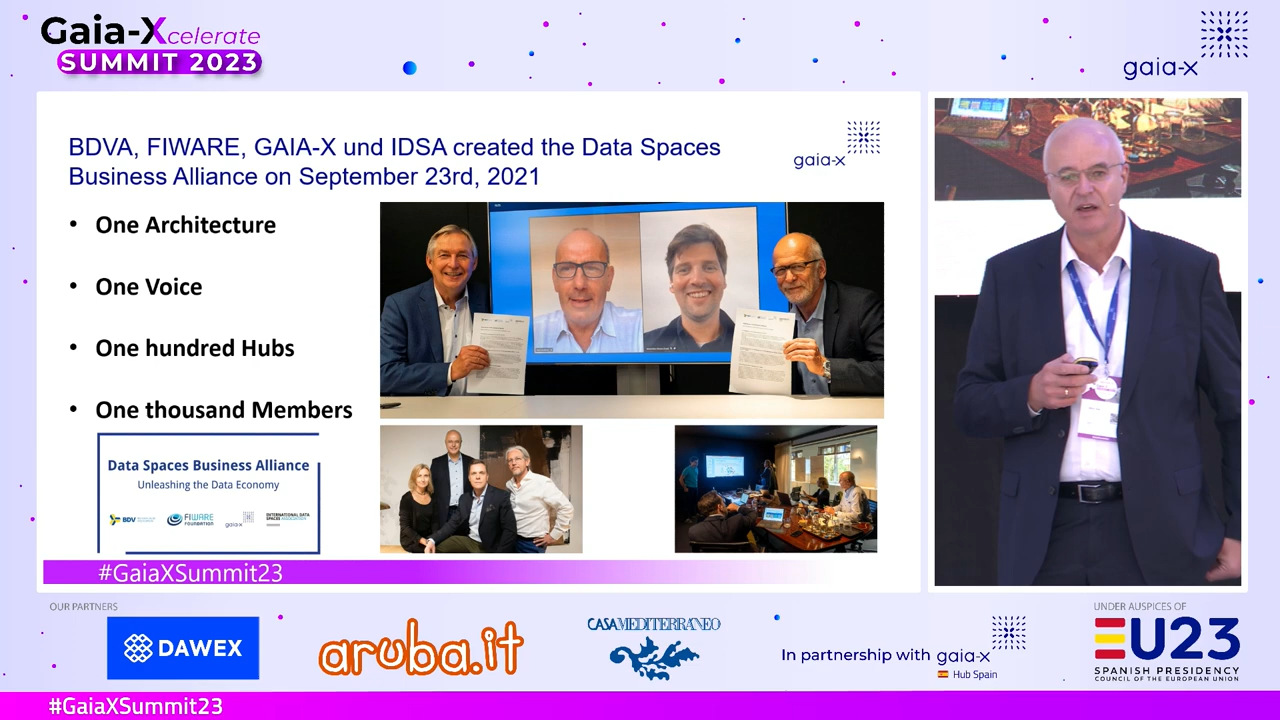 Gaia-Xcelerate
SUMMIT 2023
gaia-x
BDVA, FIWARE, GAIA-X und IDSA created the Data Spaces
Business Alliance on September 23rd, 2021
gaia-x
• One Architecture
• One Voice
• One hundred Hubs
• One thousand Members
Data Spaces Business Alliance
Unleashing the Data Economy
BDV
FIWARE
FOUNDATION
gaia-x
INTERNATIONAL DATA
SPACES ASSOCIATION
#GaiaXSummit23
OUR PARTNERS
DAWEX
aruba.it
CASAMEDITERRANEO
In partnership with gaia-x
Hub Spain
UNDER AUSPICES OF
EU23
SPANISH PRESIDENCY
COUNCIL OF THE EUROPEAN UNION
#GaiaXSummit23